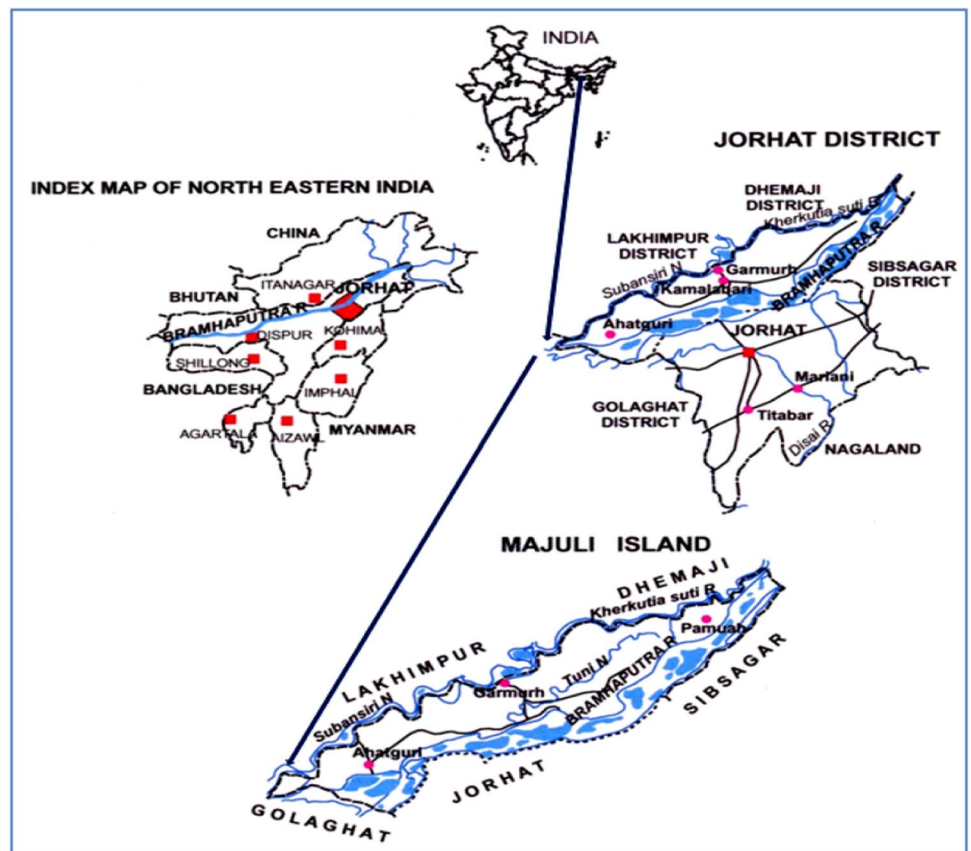 INDIA
JORHAT DISTRICT
INDEX MAP OF NORTH EASTERN INDIA
CHINA
ITANAGAR
JORHAT
BHUTAN
BRAMHAPUTRA R
DISPUR
KOHIMA
SHILLONG
BANGLADESH
IMPHAL
AGARTALA
AIZAWL
MYANMAR
DHEMAJI
DISTRICT
Kherkutia suti R
LAKHIMPUR
DISTRICT
Subansiri N
Garmurh
Kamalabari
BRAMHAPUTRA R
SIBSAGAR
DISTRICT
Ahatguri
JORHAT
Mariani
GOLAGHAT
DISTRICT
Titabar
Disai R
NAGALAND
MAJULI ISLAND
DHEMAJI
Kherkutia suti R
Pamuah
LAKHIMPUR
Tuni N
Garmurh
Subansiri N
BRAMHAPUTRA R
SIBSAGAR
Ahatguri
JORHAT
GOLAGHAT